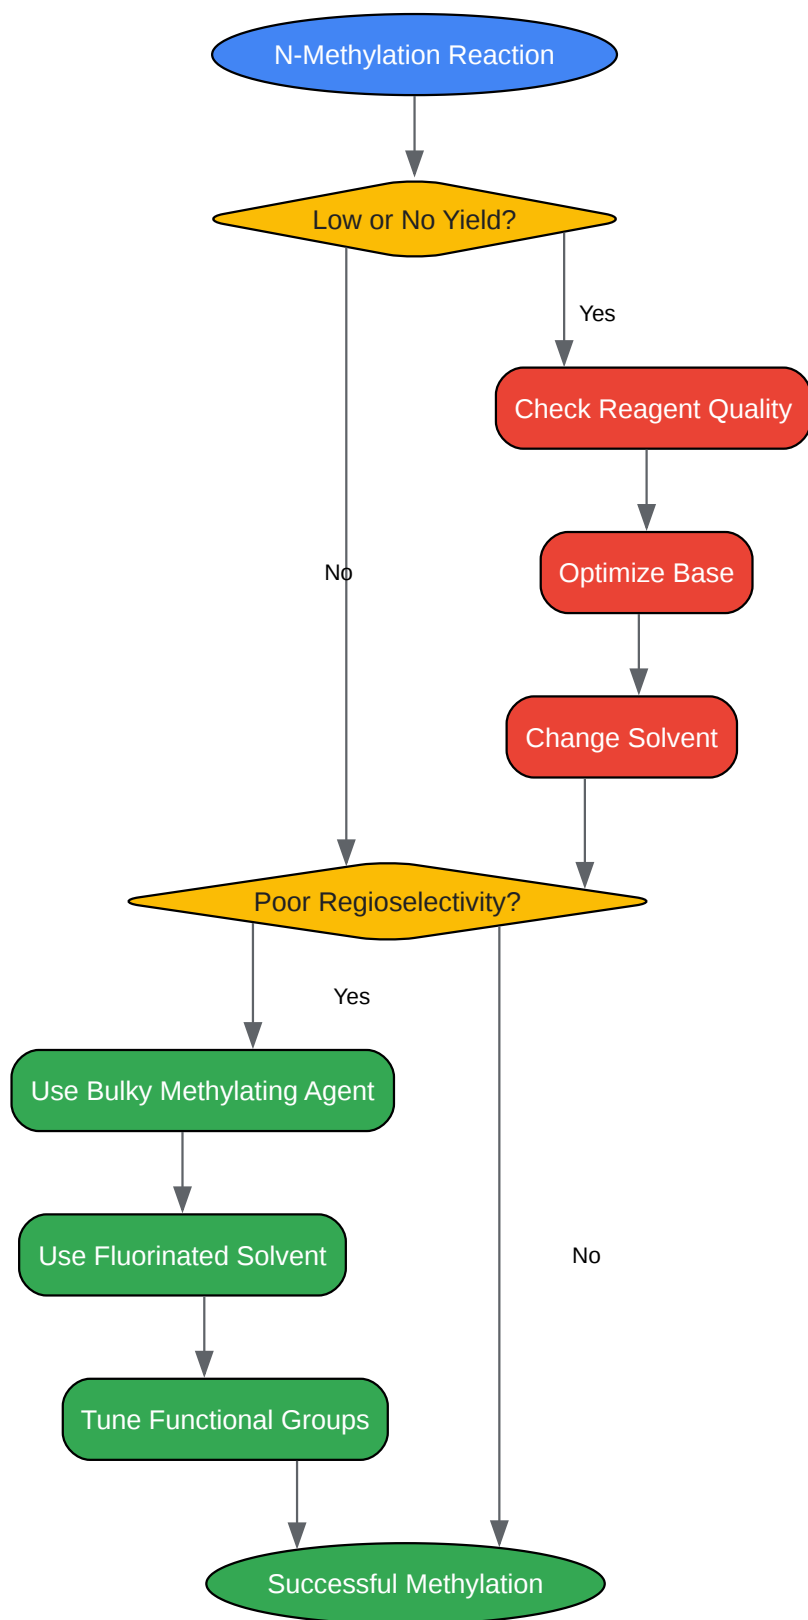 N-Methylation Reaction
Low or No Yield?
Yes
Check Reagent Quality
No
Optimize Base
Change Solvent
Poor Regioselectivity?
Yes
Use Bulky Methylating Agent
Use Fluorinated Solvent
No
Tune Functional Groups
Successful Methylation